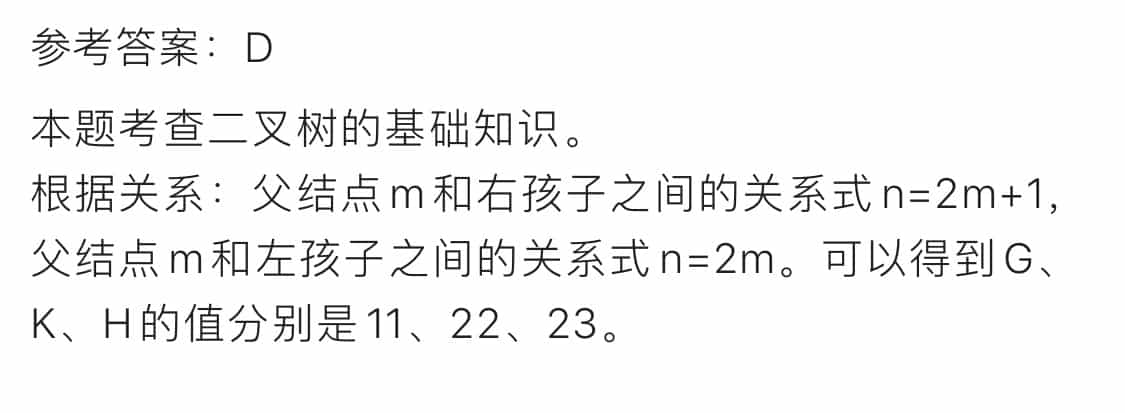 参考答案：D
本题考查二叉树的基础知识。
根据关系：父结点m和右孩子之间的关系式n=2m+1,
父结点m和左孩子之间的关系式n=2m。可以得到G、
K、H的值分别是11、22、23。